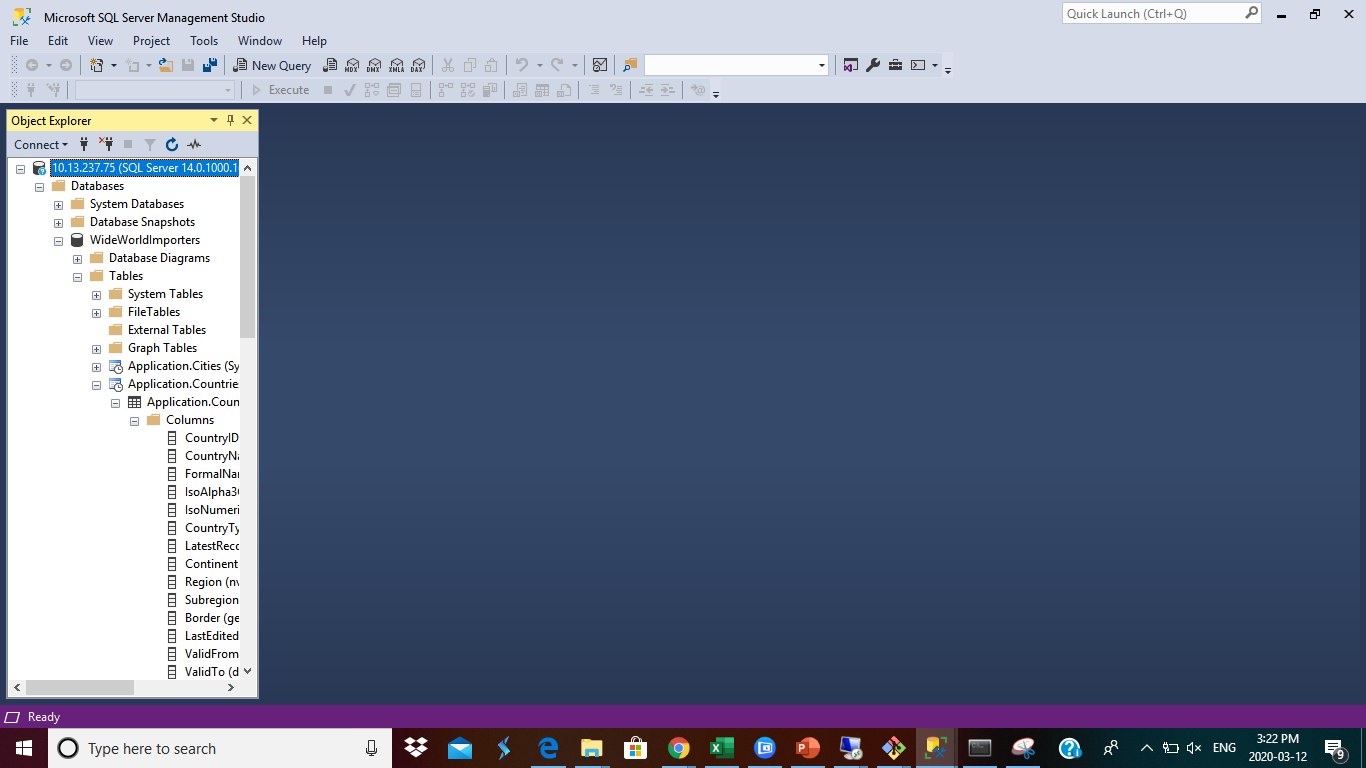 Microsoft SQL Server Management Studio
Quick Launch (Ctrl+Q)
File Edit View Project Tools Window Help
New Query MDX DMX XMLA DAX
Execute
Object Explorer
Connect
10.13.237.75 (SQL Server 14.0.1000.1
Databases
System Databases
Database Snapshots
WideWorldImporters
Database Diagrams
Tables
System Tables
FileTables
External Tables
Graph Tables
Application.Cities (Sy
Application.Countrie
Application.Coun
Columns
CountryID
CountryNa
FormalNar
IsoAlpha3
IsoNumeri
CountryTy
LatestReco
Continent
Region (nv
Subregion
Border (ge
LastEdited
ValidFrom
ValidTo (d
Ready
Type here to search
ENG
3:22 PM
2020-03-12
9